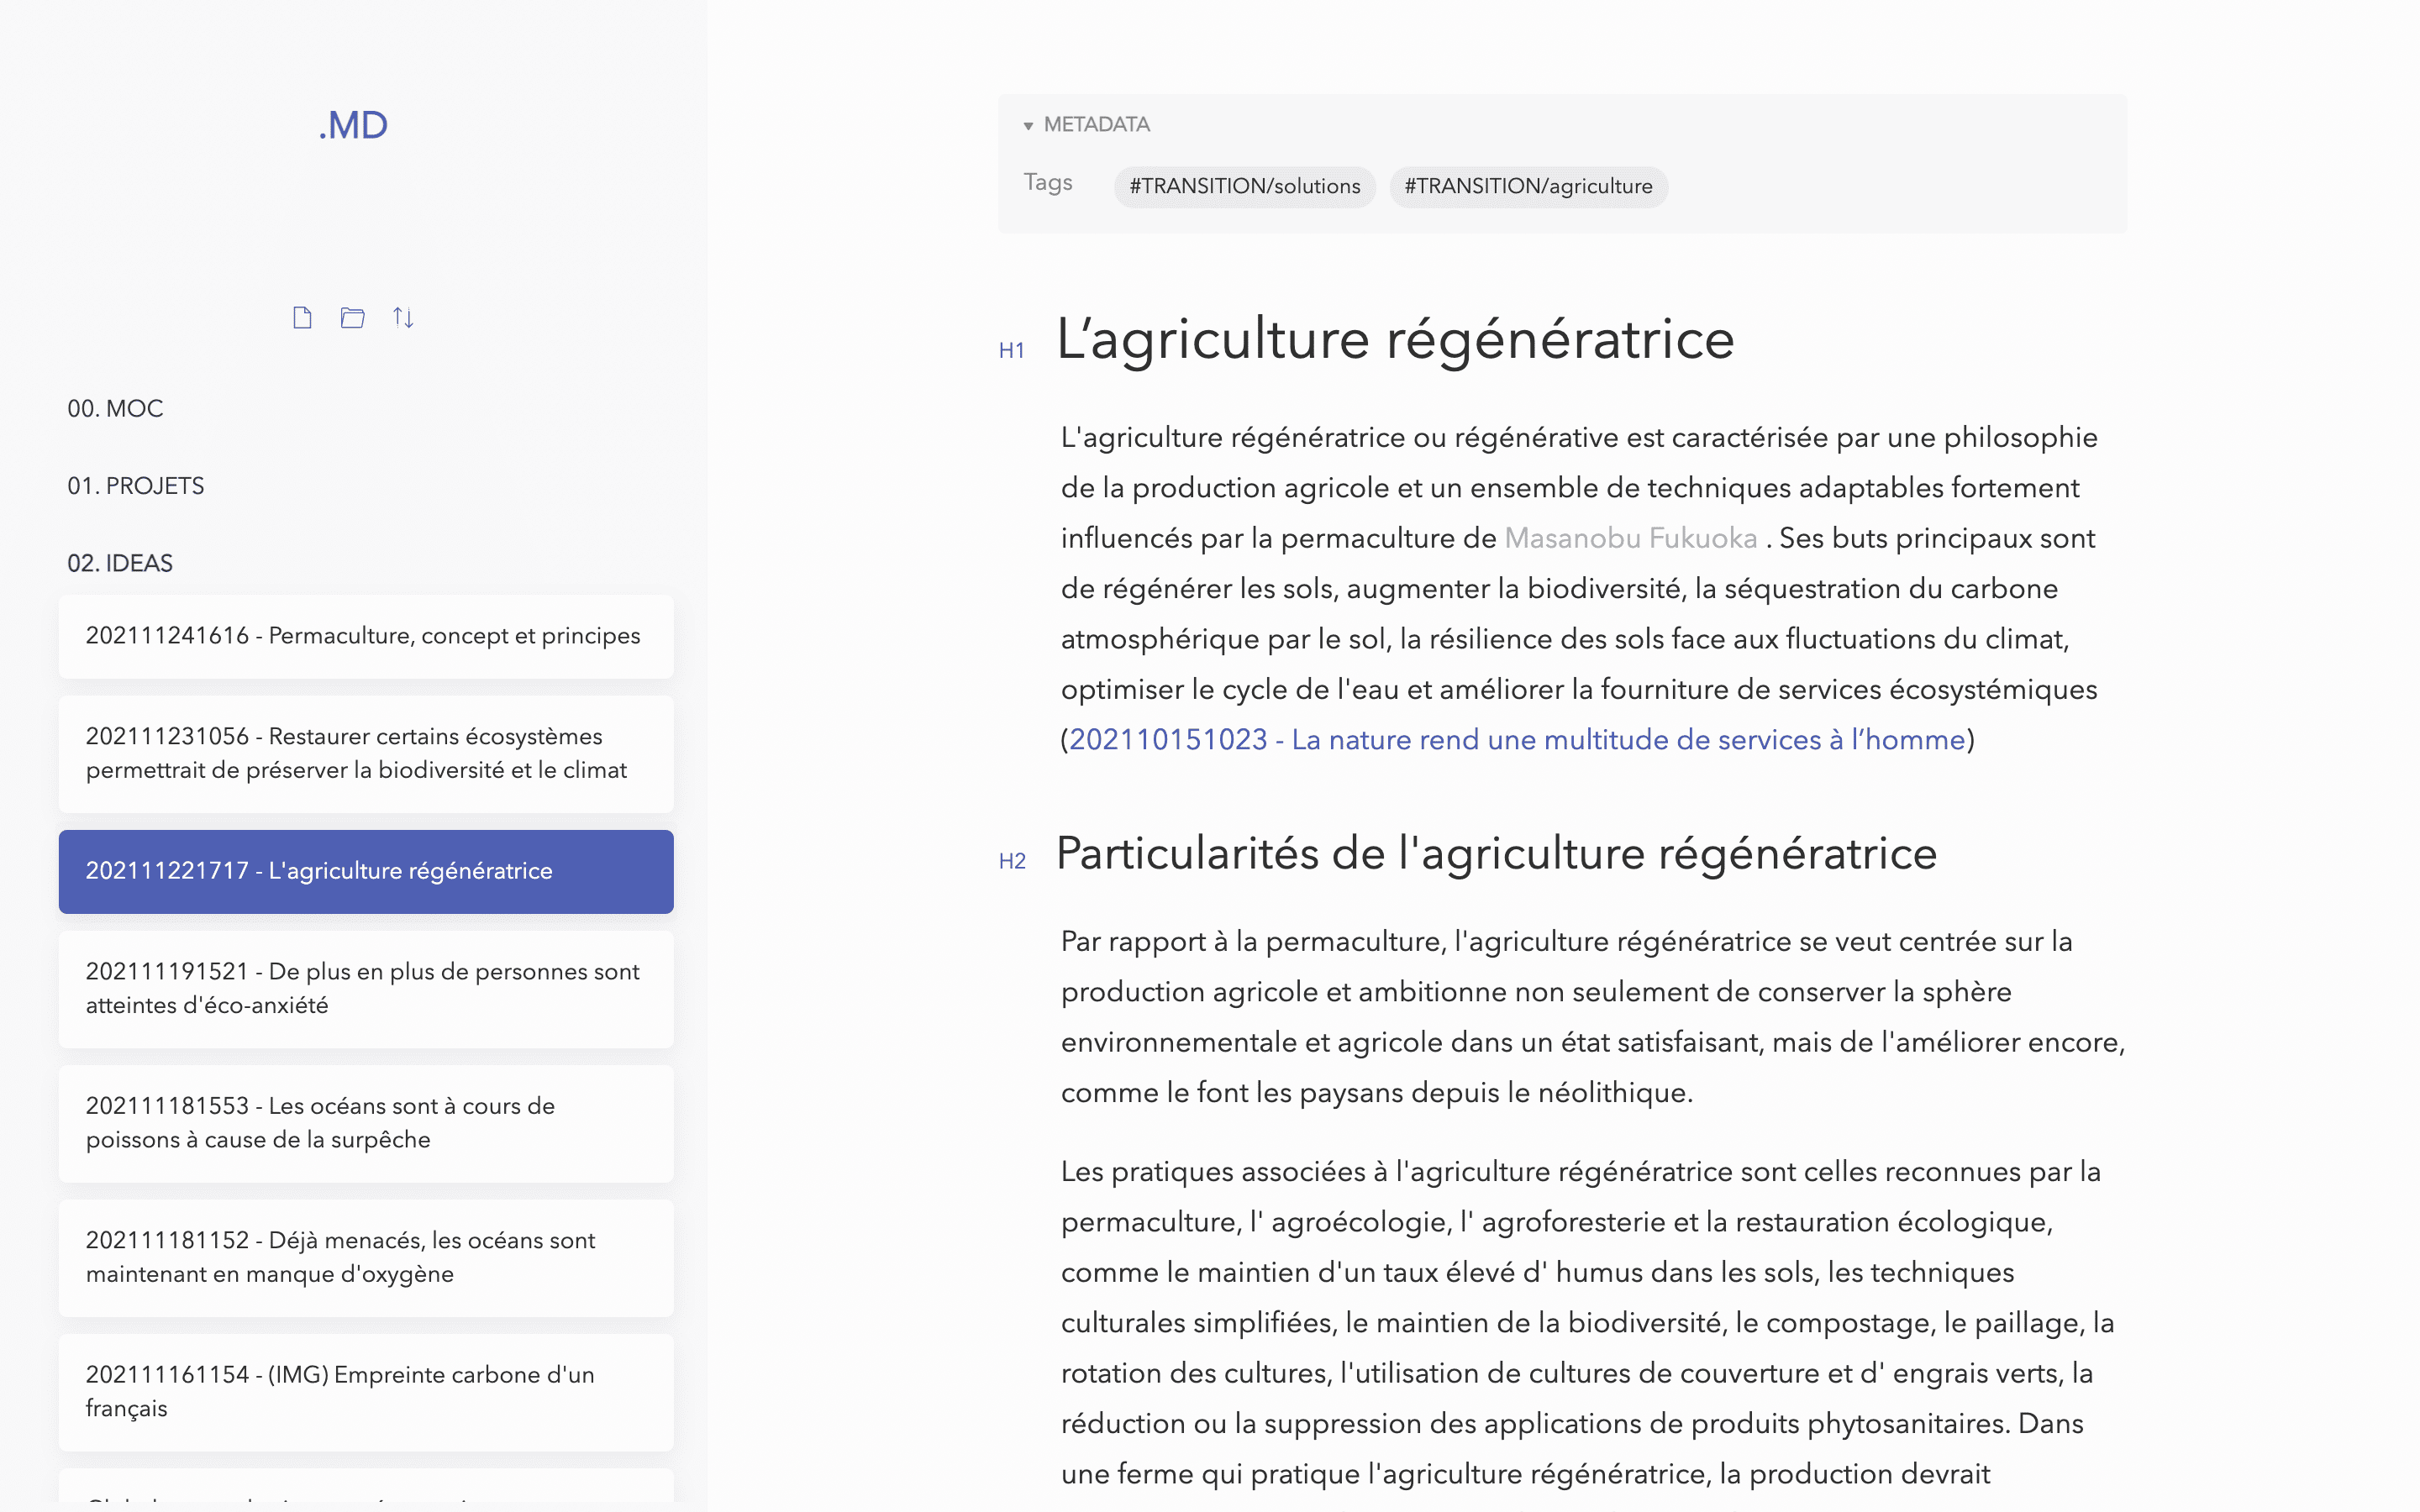 .MD
00. MOC
01. PROJETS
02. IDEAS
202111241616 - Permaculture, concept et principes
202111231056 - Restaurer certains écosystèmes
permettrait de préserver la biodiversité et le climat
202111221717 - L'agriculture régénératrice
202111191521 - De plus en plus de personnes sont
atteintes d'éco-anxiété
202111181553 - Les océans sont à cours de
poissons à cause de la surpêche
202111181152 - Déjà menacés, les océans sont
maintenant en manque d'oxygène
202111161154 - (IMG) Empreinte carbone d'un
français
METADATA
Tags #TRANSITION/solutions #TRANSITION/agriculture
H1 L’agriculture régénératrice
L'agriculture régénératrice ou régénérative est caractérisée par une philosophie
de la production agricole et un ensemble de techniques adaptables fortement
influencés par la permaculture de Masanobu Fukuoka . Ses buts principaux sont
de régénérer les sols, augmenter la biodiversité, la séquestration du carbone
atmosphérique par le sol, la résilience des sols face aux fluctuations du climat,
optimiser le cycle de l'eau et améliorer la fourniture de services écosystémiques
(202110151023 - La nature rend une multitude de services à l’homme)
H2 Particularités de l'agriculture régénératrice
Par rapport à la permaculture, l'agriculture régénératrice se veut centrée sur la
production agricole et ambitionne non seulement de conserver la sphère
environnementale et agricole dans un état satisfaisant, mais de l'améliorer encore,
comme le font les paysans depuis le néolithique.
Les pratiques associées à l'agriculture régénératrice sont celles reconnues par la
permaculture, l' agroécologie, l' agroforesterie et la restauration écologique,
comme le maintien d'un taux élevé d' humus dans les sols, les techniques
culturales simplifiées, le maintien de la biodiversité, le compostage, le paillage, la
rotation des cultures, l'utilisation de cultures de couverture et d' engrais verts, la
réduction ou la suppression des applications de produits phytosanitaires. Dans
une ferme qui pratique l'agriculture régénératrice, la production devrait